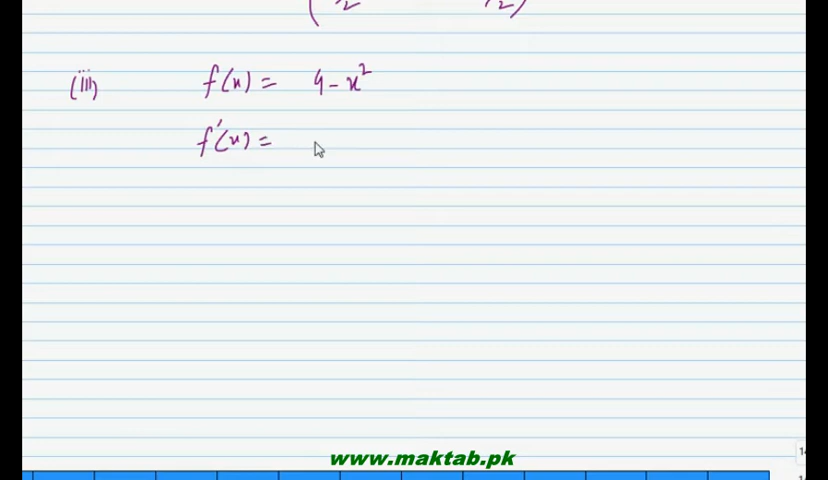 (iii) f(x) = 4 - x²
f'(x) =
www.maktab.pk